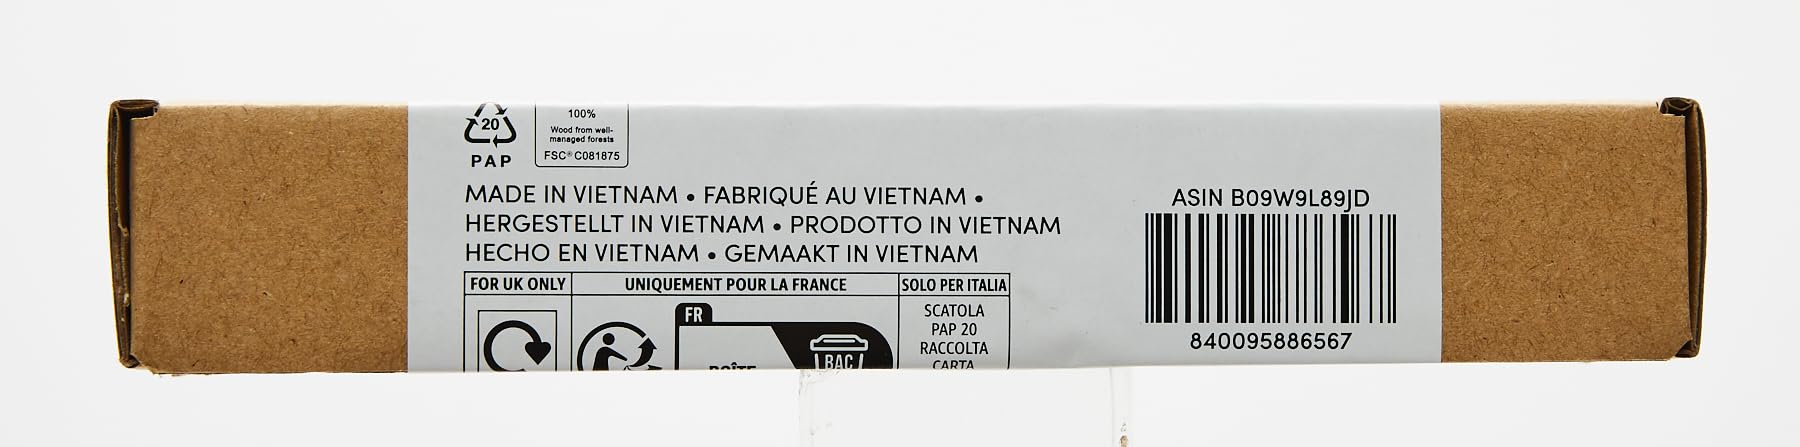 20
PAP
100%
Wood from well-
managed forests
FSC® C081875
MADE IN VIETNAM • FABRIQUÉ AU VIETNAM •
HERGESTELLT IN VIETNAM • PRODOTTO IN VIETNAM
HECHO EN VIETNAM • GEMAAKT IN VIETNAM
FOR UK ONLY
UNIQUEMENT POUR LA FRANCE
FR
BOÎTE
BAC
SOLO PER ITALIA
SCATOLA
PAP 20
RACCOLTA
CARTA
ASIN B09W9L89JD
840095886567